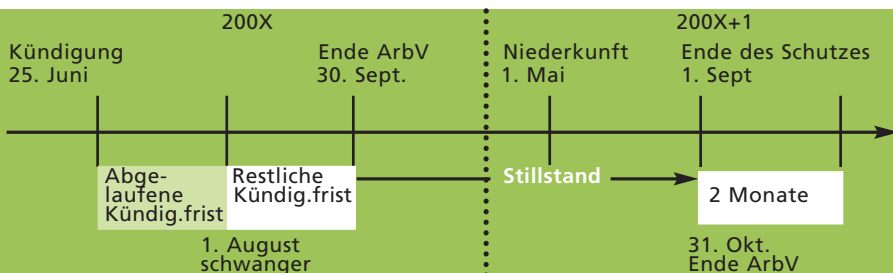 200X
200X+1
Kündigung
25. Juni
Ende ArbV
30. Sept.
Niederkunft
1. Mai
Ende des Schutzes
1. Sept
Abge-
laufene
Kündig.frist
Restliche
Kündig.frist
Stillstand
2 Monate
1. August
schwanger
31. Okt.
Ende ArbV